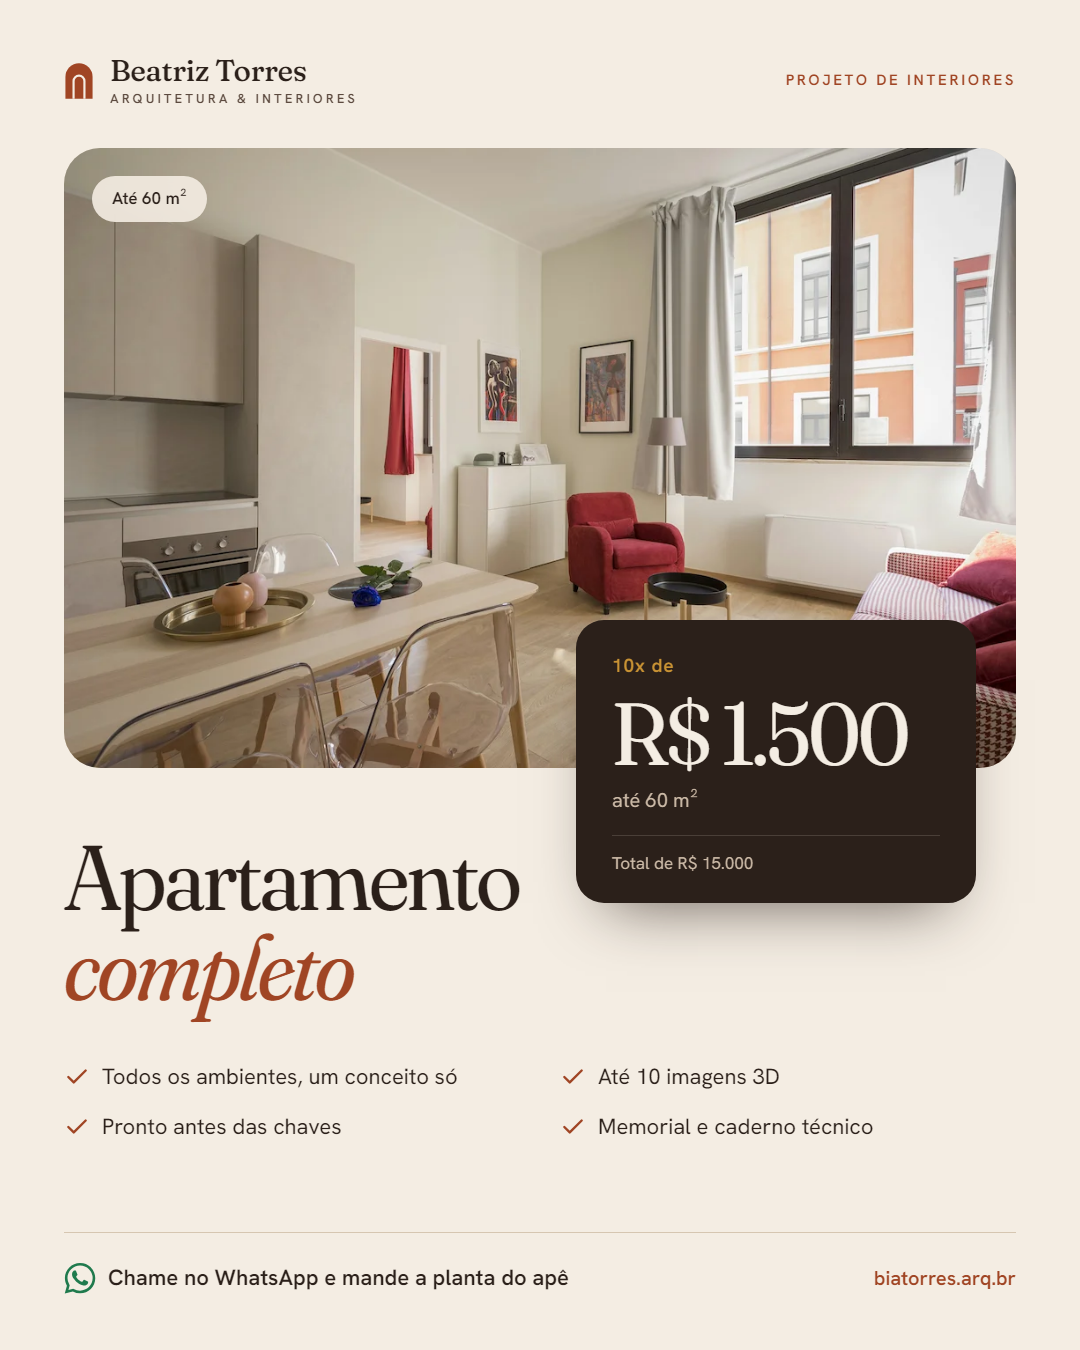 Beatriz Torres
ARQUITETURA & INTERIORES
PROJETO DE INTERIORES
Até 60 m²
10x de
R$ 1.500
até 60 m²
Total de R$ 15.000
Apartamento
completo
Todos os ambientes, um conceito só
Até 10 imagens 3D
Pronto antes das chaves
Memorial e caderno técnico
Chame no WhatsApp e mande a planta do apê
biatorres.arq.br